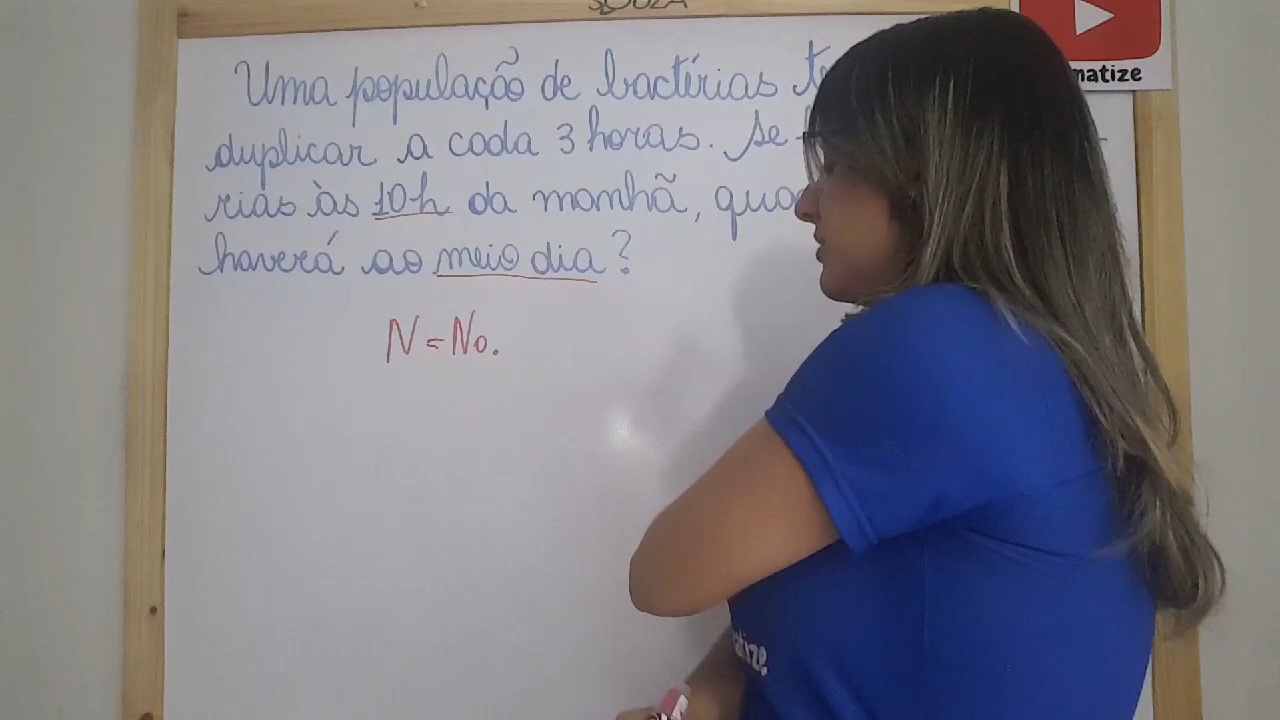 SOUZA
Uma população de bactérias
duplicar a cada 3 horas. Se
rias às 10h da manhã,
haverá ao meio dia?
N = No.
matize